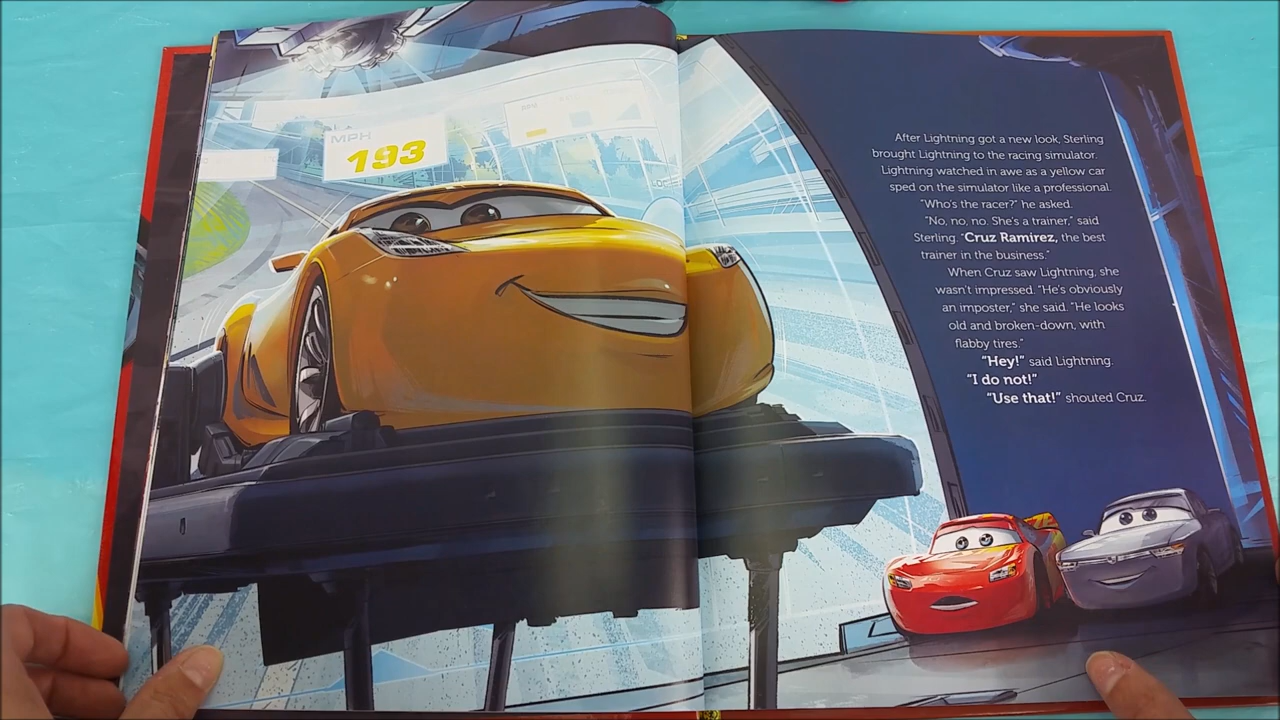 MPH
193
After Lightning got a new look, Sterling
brought Lightning to the racing simulator.
Lightning watched in awe as a yellow car
sped on the simulator like a professional.
"Who's the racer?" he asked.
"No, no, no. She's a trainer," said
Sterling. "Cruz Ramirez, the best
trainer in the business."
When Cruz saw Lightning, she
wasn't impressed. "He's obviously
an imposter," she said. "He looks
old and broken-down, with
flabby tires."
"Hey!" said Lightning.
"I do not!"
"Use that!" shouted Cruz.